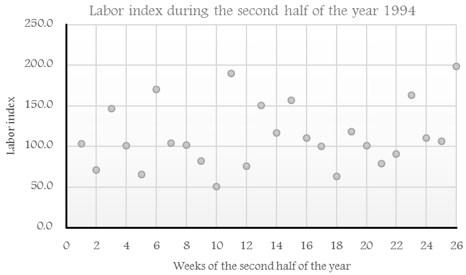 Labor index during the second half of the year 1994
250.0
200.0
150.0
100.0
50.0
0.0
Labor index
0 2 4 6 8 10 12 14 16 18 20 22 24 26
Weeks of the second half of the year